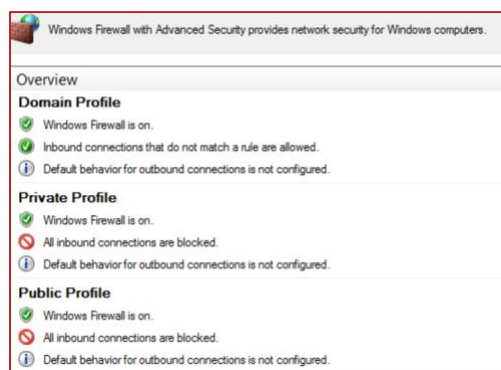 Windows Firewall with Advanced Security provides network security for Windows computers.
Overview
Domain Profile
Windows Firewall is on.
Inbound connections that do not match a rule are allowed.
Default behavior for outbound connections is not configured.
Private Profile
Windows Firewall is on.
All inbound connections are blocked.
Default behavior for outbound connections is not configured.
Public Profile
Windows Firewall is on.
All inbound connections are blocked.
Default behavior for outbound connections is not configured.